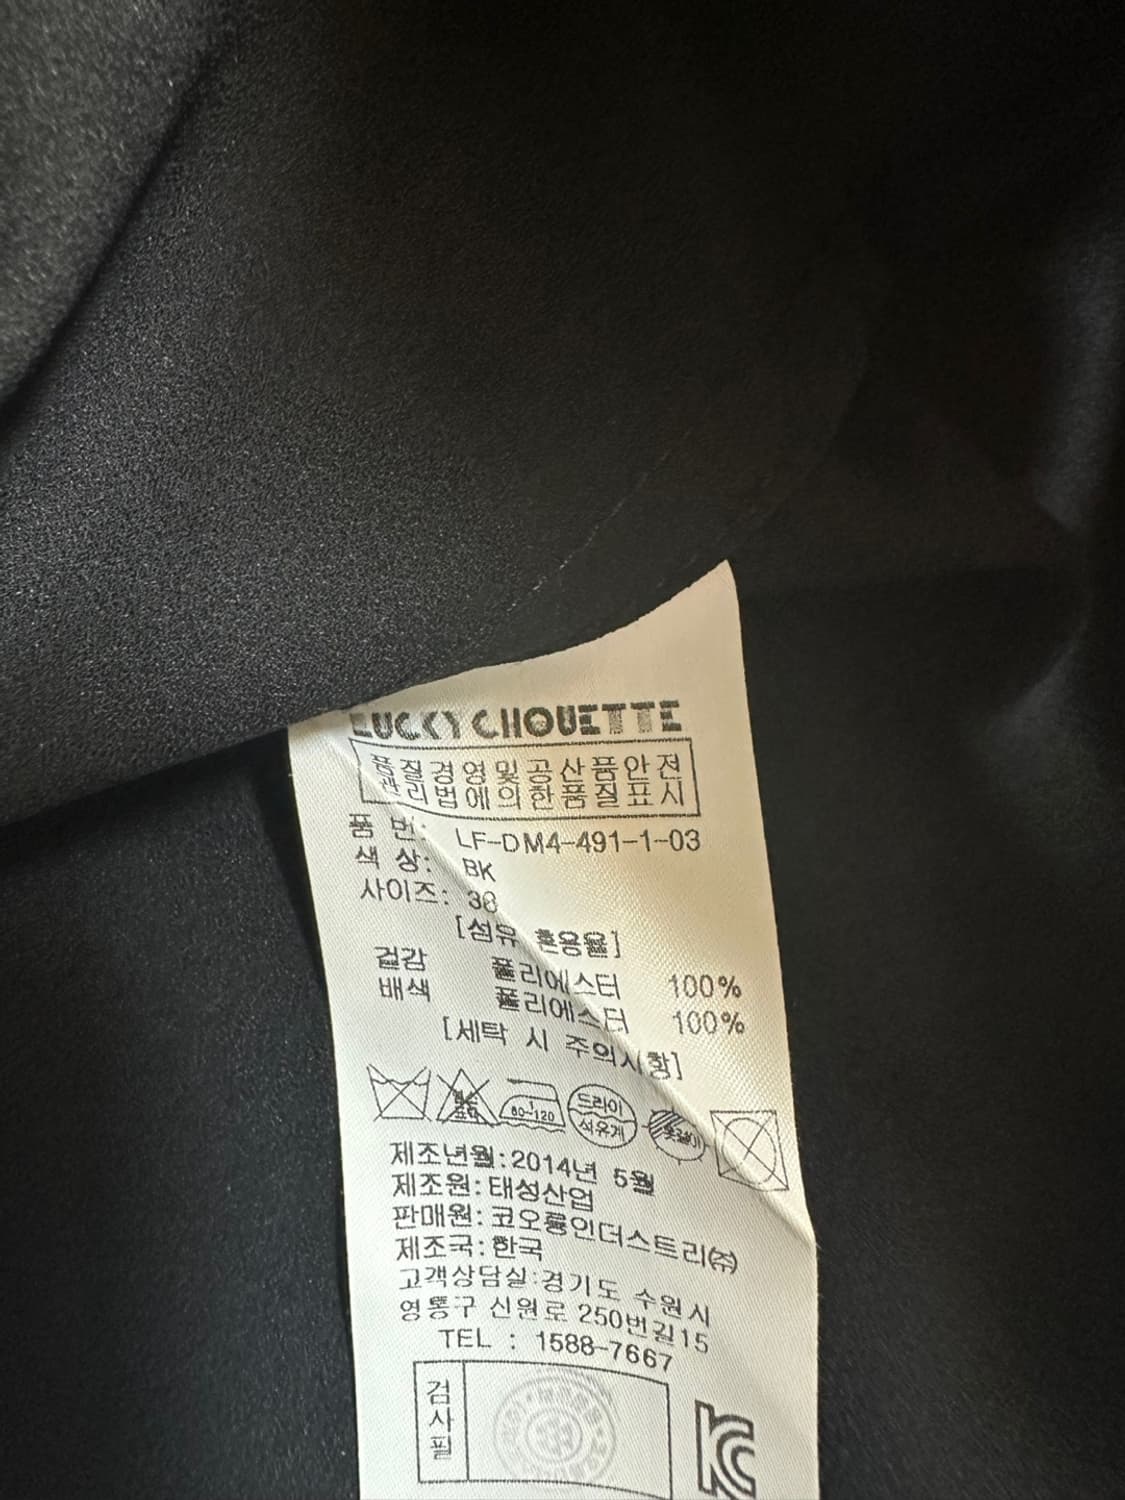 LUCKY CHOUETTE
품질경영및공산품안전
관리법에의한품질표시
품 번: LF-DM4-491-1-03
색 상: BK
사이즈: 38
[섬유 혼용율]
겉감 폴리에스터 100%
배색 폴리에스터 100%
[세탁 시 주의사항]
80~120 드라이 석유계 옷걸이
제조년월:2014년 5월
제조원:태성산업
판매원:코오롱인더스트리㈜
제조국:한국
고객상담실:경기도 수원시
영통구 신원로 250번길15
TEL : 1588-7667
검사필
KC